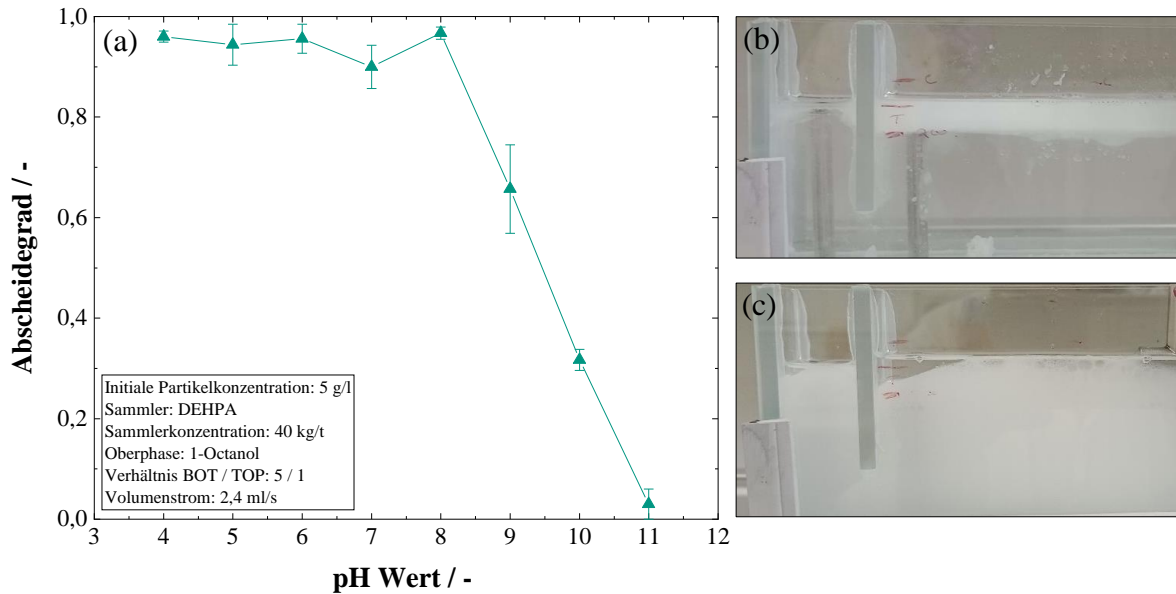 (a)
1,0
0,8
0,6
0,4
0,2
0,0
Abscheidegrad / -
Initiale Partikelkonzentration: 5 g/l
Sammler: DEHPA
Sammlerkonzentration: 40 kg/t
Oberphase: 1-Octanol
Verhältnis BOT / TOP: 5 / 1
Volumenstrom: 2,4 ml/s
3 4 5 6 7 8 9 10 11 12
pH Wert / -
(b)
(c)